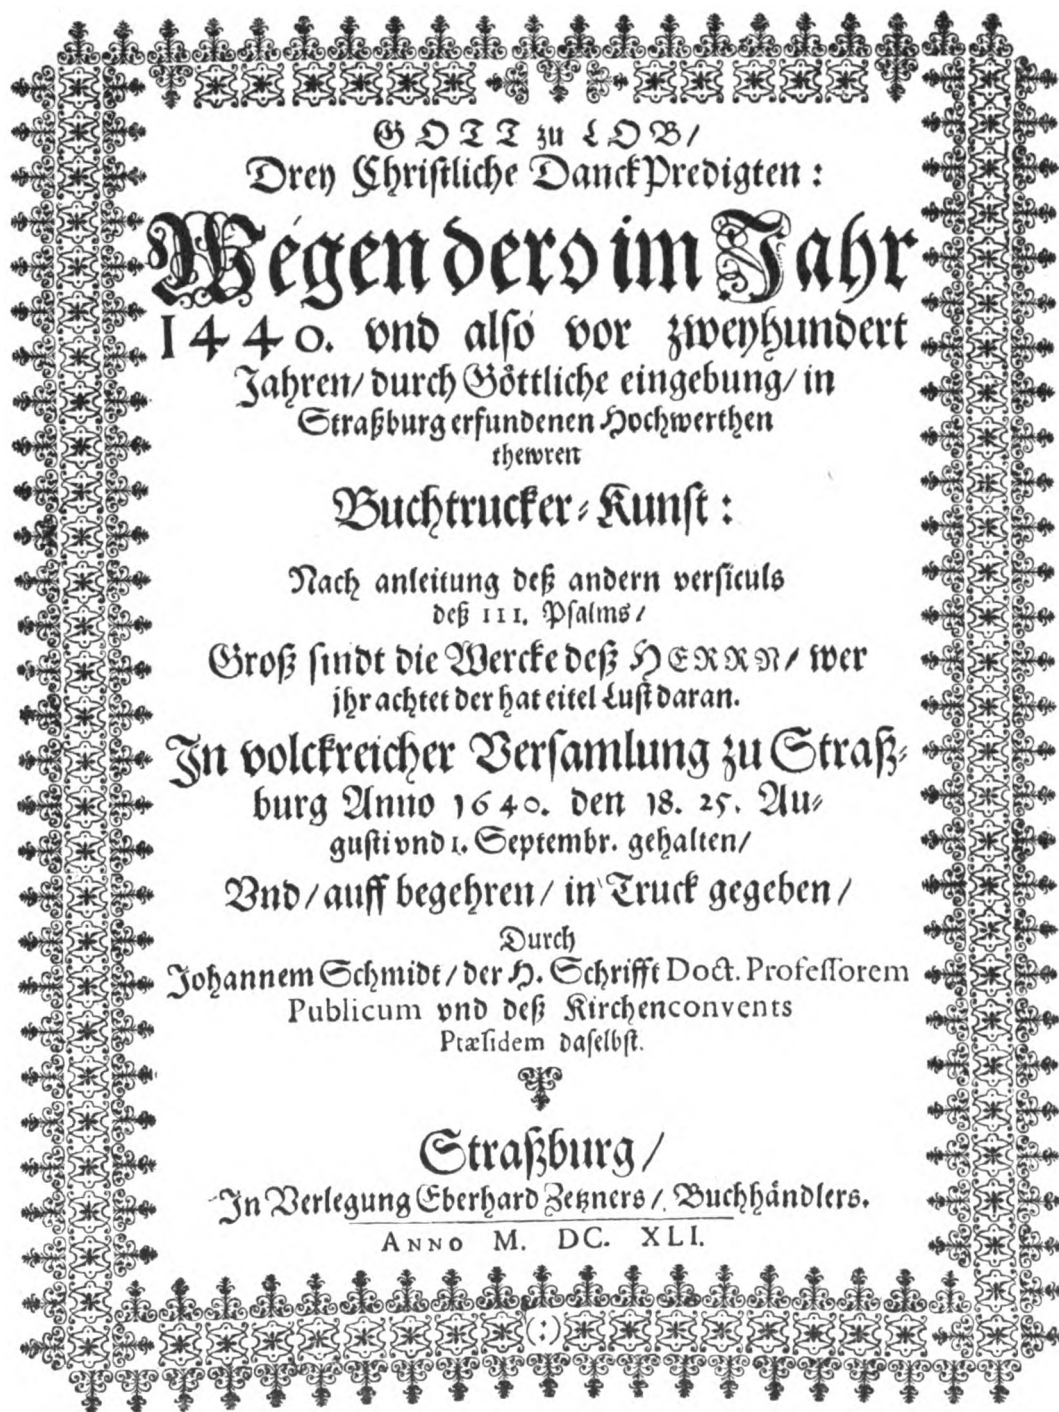 GOTT zu LOB/
Drey Christliche DanckPredigten:
Wegen dero im Jahr
1440. vnd also vor zweyhundert
Jahren/ durch Göttliche eingebung/ in
Straßburg erfundenen Hochwerthen
thewren
Buchtrucker-Kunst:
Nach anleitung deß andern versiculs
deß III. Psalms/
Groß sindt die Wercke deß HERRN/ wer
jhr achtet der hat eitel Lust daran.
In volckreicher Versamlung zu Straß-
burg Anno 1640. den 18. 25. Au-
gusti vnd 1. Septembr. gehalten/
Vnd/ auff begehren/ in Truck gegeben/
Durch
Johannem Schmidt/ der H. Schrifft Doct. Professorem
Publicum vnd deß Kirchenconvents
Præsidem daselbst.
Straßburg/
In Verlegung Eberhard Zetzners/ Buchhändlers.
ANNO M. DC. XLI.
(:)